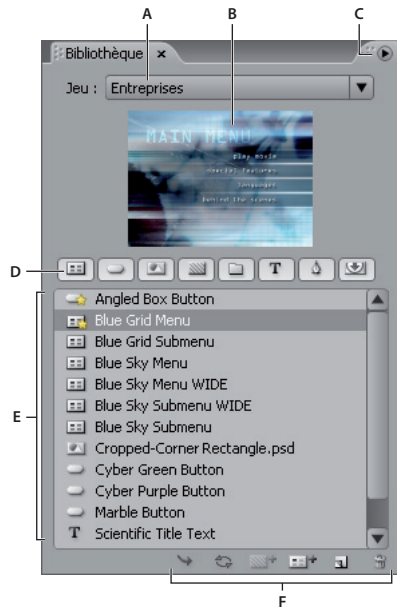 A B C
Bibliothèque ×
Jeu : Entreprises
MAIN MENU
play movie
special features
languages
behind the scenes
D
T
E
Angled Box Button
Blue Grid Menu
Blue Grid Submenu
Blue Sky Menu
Blue Sky Menu WIDE
Blue Sky Submenu WIDE
Blue Sky Submenu
Cropped-Corner Rectangle.psd
Cyber Green Button
Cyber Purple Button
Marble Button
T Scientific Title Text
F